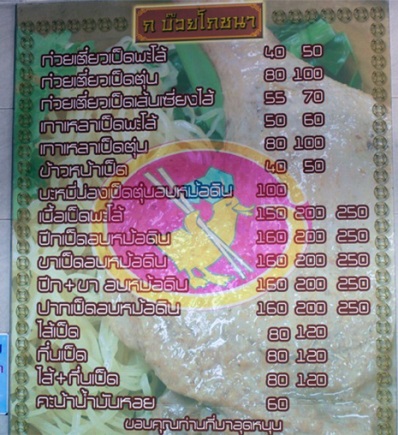 ก บ๊วยโภชนา
ก๋วยเตี๋ยวเป็ดพะโล้ 40 50
ก๋วยเตี๋ยวเป็ดตุ๋น 80 100
ก๋วยเตี๋ยวเป็ดเส้นเซี่ยงไฮ้ 55 70
เกาเหลาเป็ดพะโล้ 50 60
เกาเหลาเป็ดตุ๋น 80 100
ข้าวหน้าเป็ด 40 50
บะหมี่น่องเป็ดตุ๋นอบหม้อดิน 100
เนื้อเป็ดพะโล้ 150 200 250
ปีกเป็ดอบหม้อดิน 160 200 250
ขาเป็ดอบหม้อดิน 160 200 250
ปีก+ขา อบหม้อดิน 160 200 250
ปากเป็ดอบหม้อดิน 160 200 250
ไส้เป็ด 80 120
กึ๋นเป็ด 80 120
ไส้+กึ๋นเป็ด 80 120
คะน้าน้ำมันหอย 60
ขอบคุณท่านที่มาอุดหนุน